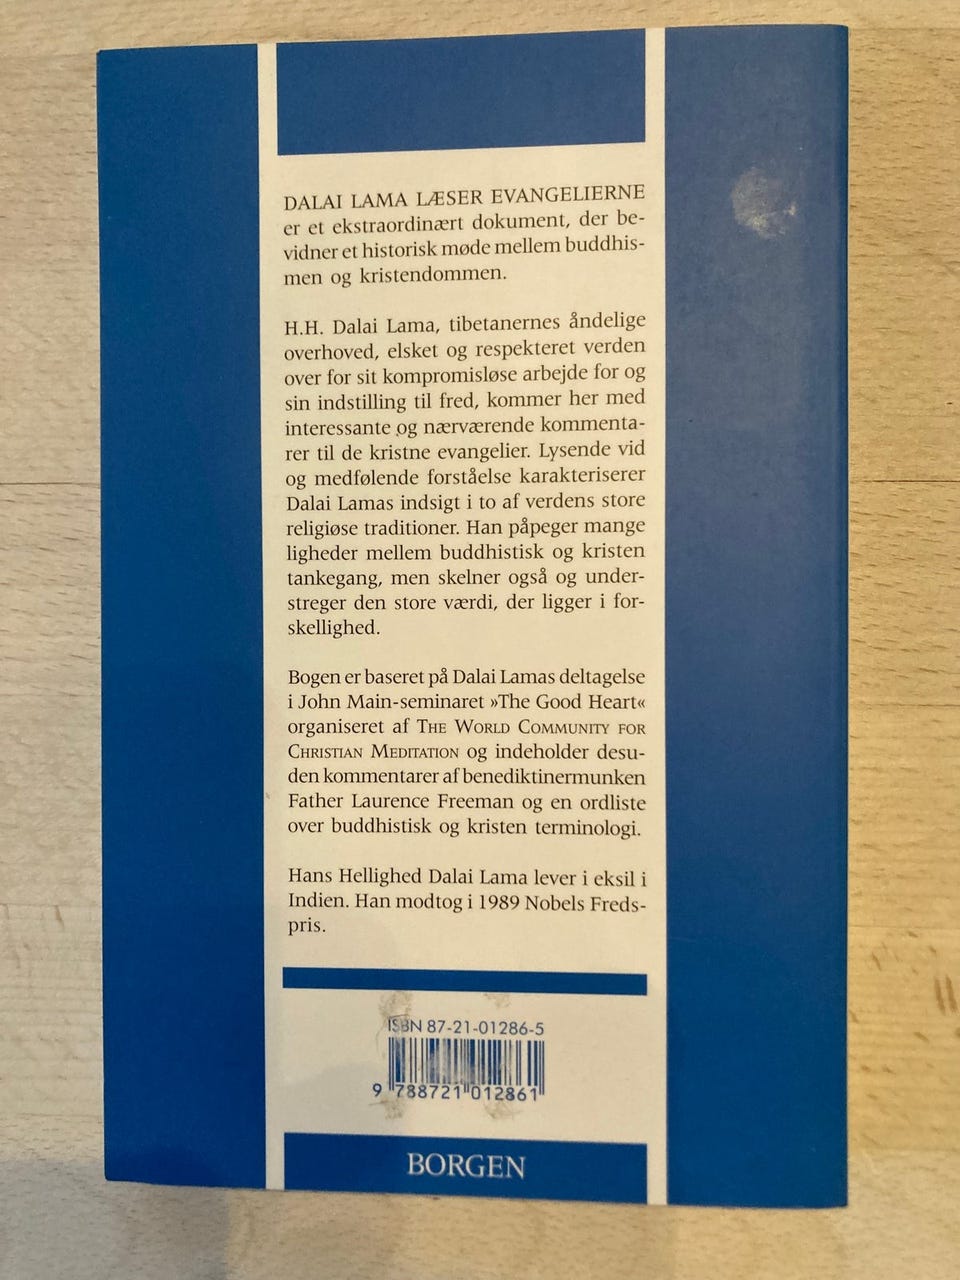 DALAI LAMA LÆSER EVANGELIERNE
er et ekstraordinært dokument, der be-
vidner et historisk møde mellem buddhis-
men og kristendommen.
H.H. Dalai Lama, tibetanernes åndelige
overhoved, elsket og respekteret verden
over for sit kompromisløse arbejde for og
sin indstilling til fred, kommer her med
interessante og nærværende kommenta-
rer til de kristne evangelier. Lysende vid
og medfølende forståelse karakteriserer
Dalai Lamas indsigt i to af verdens store
religiøse traditioner. Han påpeger mange
ligheder mellem buddhistisk og kristen
tankegang, men skelner også og under-
streger den store værdi, der ligger i for-
skellighed.
Bogen er baseret på Dalai Lamas deltagelse
i John Main-seminaret »The Good Heart«
organiseret af THE WORLD COMMUNITY FOR
CHRISTIAN MEDITATION og indeholder desu-
den kommentarer af benediktinermunken
Father Laurence Freeman og en ordliste
over buddhistisk og kristen terminologi.
Hans Hellighed Dalai Lama lever i eksil i
Indien. Han modtog i 1989 Nobels Freds-
pris.
ISBN 87-21-01286-5
9 788721 012861
BORGEN